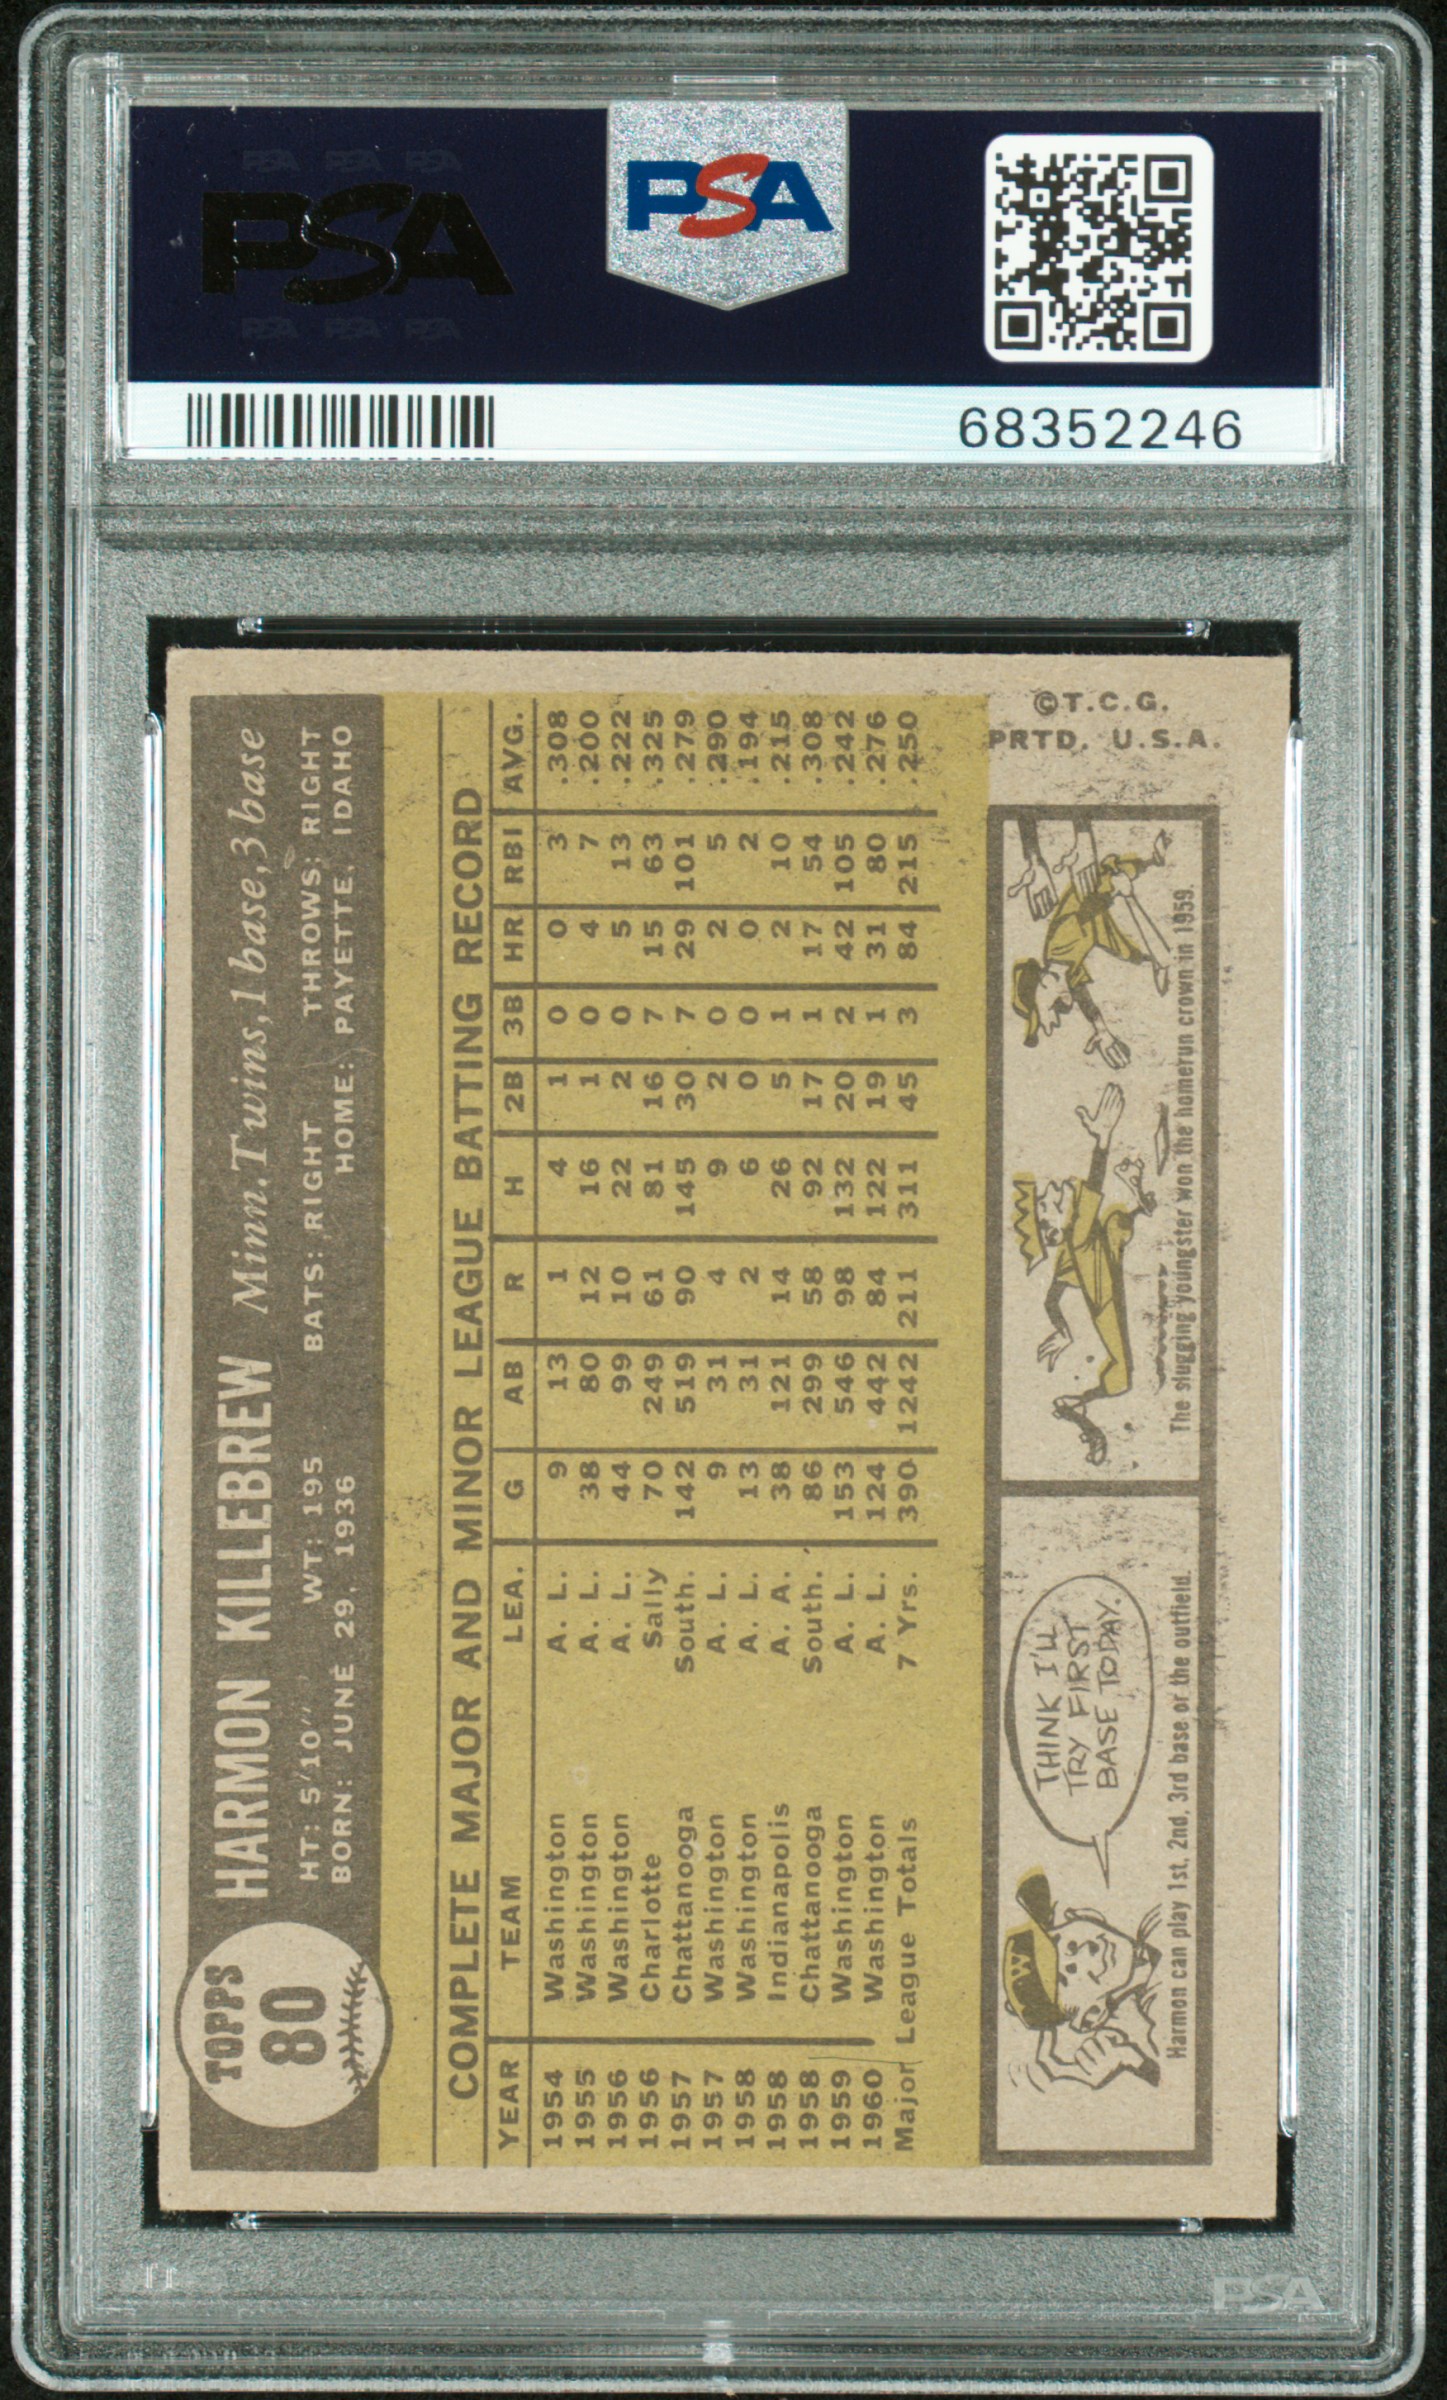 PSA PSA PSA
PSA
PSA PSA PSA
PSA
68352246
TOPPS
80
HARMON KILLEBREW Minn. Twins, 1 base, 3 base
HT: 5'10" WT: 195 BATS: RIGHT THROWS: RIGHT
BORN: JUNE 29, 1936 HOME: PAYETTE, IDAHO
COMPLETE MAJOR AND MINOR LEAGUE BATTING RECORD
YEAR TEAM LEA. G AB R H 2B 3B HR RBI AVG.
1954 Washington A. L. 9 13 1 4 1 0 0 3 .308
1955 Washington A. L. 38 80 12 16 1 0 4 7 .200
1956 Washington A. L. 44 99 10 22 2 0 5 13 .222
1956 Charlotte Sally 70 249 61 81 16 7 15 63 .325
1957 Chattanooga South. 142 519 90 145 30 7 29 101 .279
1957 Washington A. L. 9 31 4 9 2 0 2 5 .290
1958 Washington A. L. 13 31 2 6 0 0 0 2 .194
1958 Indianapolis A. A. 38 121 14 26 5 1 2 10 .215
1958 Chattanooga South. 86 299 58 92 17 1 17 54 .308
1959 Washington A. L. 153 546 98 132 20 2 42 105 .242
1960 Washington A. L. 124 442 84 122 19 1 31 80 .276
Major League Totals 7 Yrs. 390 1242 211 311 45 3 84 215 .250
W
THINK I'LL
TRY FIRST
BASE TODAY.
Harmon can play 1st, 2nd, 3rd base or the outfield.
The slugging youngster won the homerun crown in 1959.
©T.C.G.
PRTD. U.S.A.
PSA